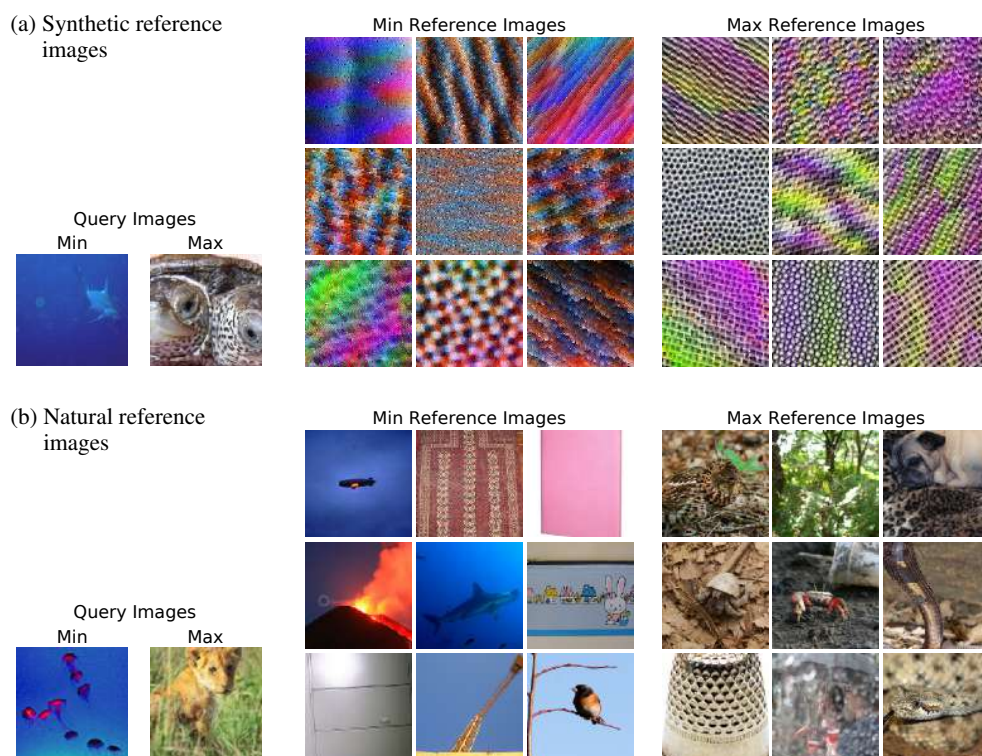 (a) Synthetic reference
images
Min Reference Images
Max Reference Images
Query Images
Min
Max
(b) Natural reference
images
Min Reference Images
Max Reference Images
Query Images
Min
Max